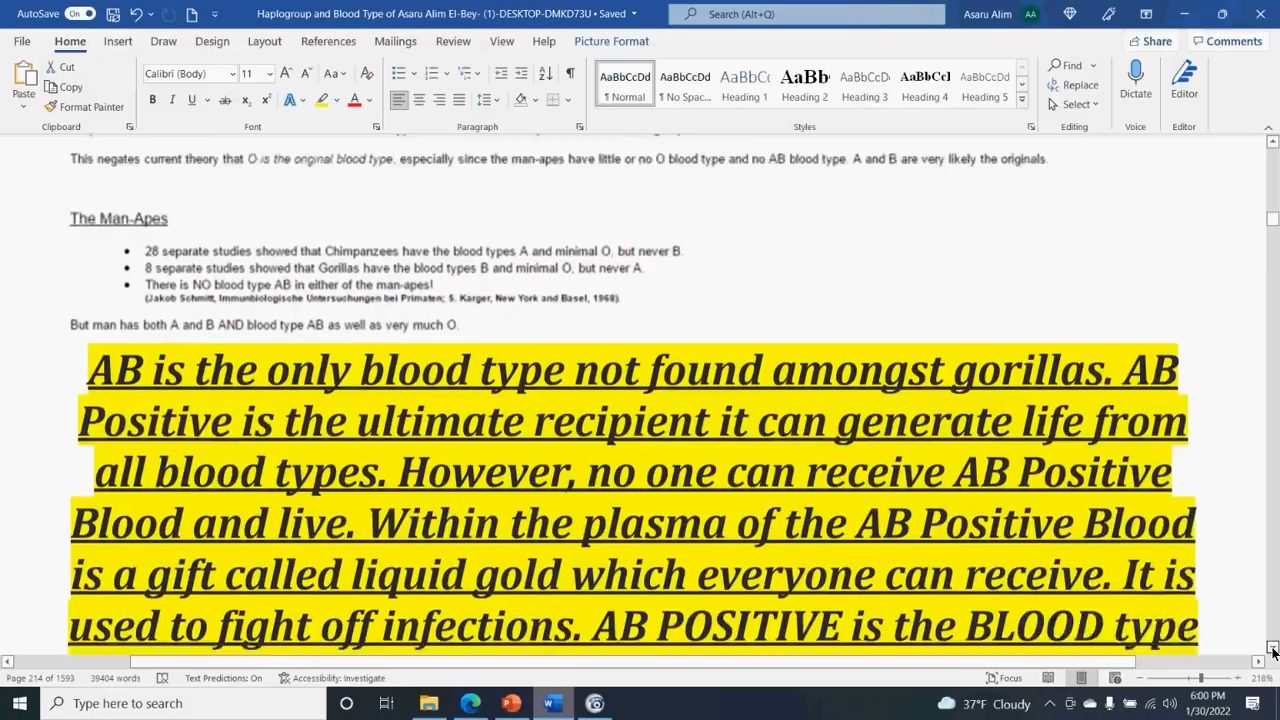 AutoSave On Haplogroup and Blood Type of Asaru Alim El-Bey- (1)-DESKTOP-DMKD73U • Saved Search (Alt+Q) Asaru Alim AA
File Home Insert Draw Design Layout References Mailings Review View Help Picture Format Share Comments
Paste Cut Copy Format Painter
Calibri (Body) 11
AaBbCcDd AaBbCcDd AaBbCc AaBb AaBbCcDd AaBbCcI AaBbCcDd
¶ Normal ¶ No Spac... Heading 1 Heading 2 Heading 3 Heading 4 Heading 5
Find Replace Select Dictate Editor
Clipboard Font Paragraph Styles Editing Voice Editor
This negates current theory that O is the original blood type, especially since the man-apes have little or no O blood type and no AB blood type. A and B are very likely the originals.
The Man-Apes
• 28 separate studies showed that Chimpanzees have the blood types A and minimal O, but never B.
• 8 separate studies showed that Gorillas have the blood types B and minimal O, but never A.
• There is NO blood type AB in either of the man-apes!
(Jakob Schmitt, Immunbiologische Untersuchungen bei Primaten; S. Karger, New York and Basel, 1968).
But man has both A and B AND blood type AB as well as very much O.
AB is the only blood type not found amongst gorillas. AB
Positive is the ultimate recipient it can generate life from
all blood types. However, no one can receive AB Positive
Blood and live. Within the plasma of the AB Positive Blood
is a gift called liquid gold which everyone can receive. It is
used to fight off infections. AB POSITIVE is the BLOOD type
Page 214 of 1593 39404 words Text Predictions: On Accessibility: Investigate Focus 218%
Type here to search 37°F Cloudy 6:00 PM
1/30/2022